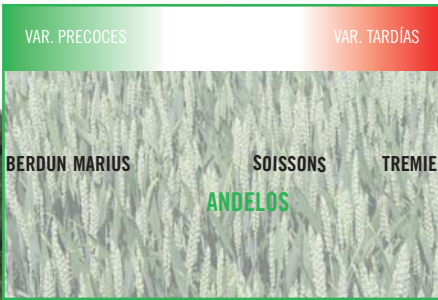 VAR. PRECOCES VAR. TARDÍAS
BERDUN MARIUS SOISSONS TREMIE
ANDELOS